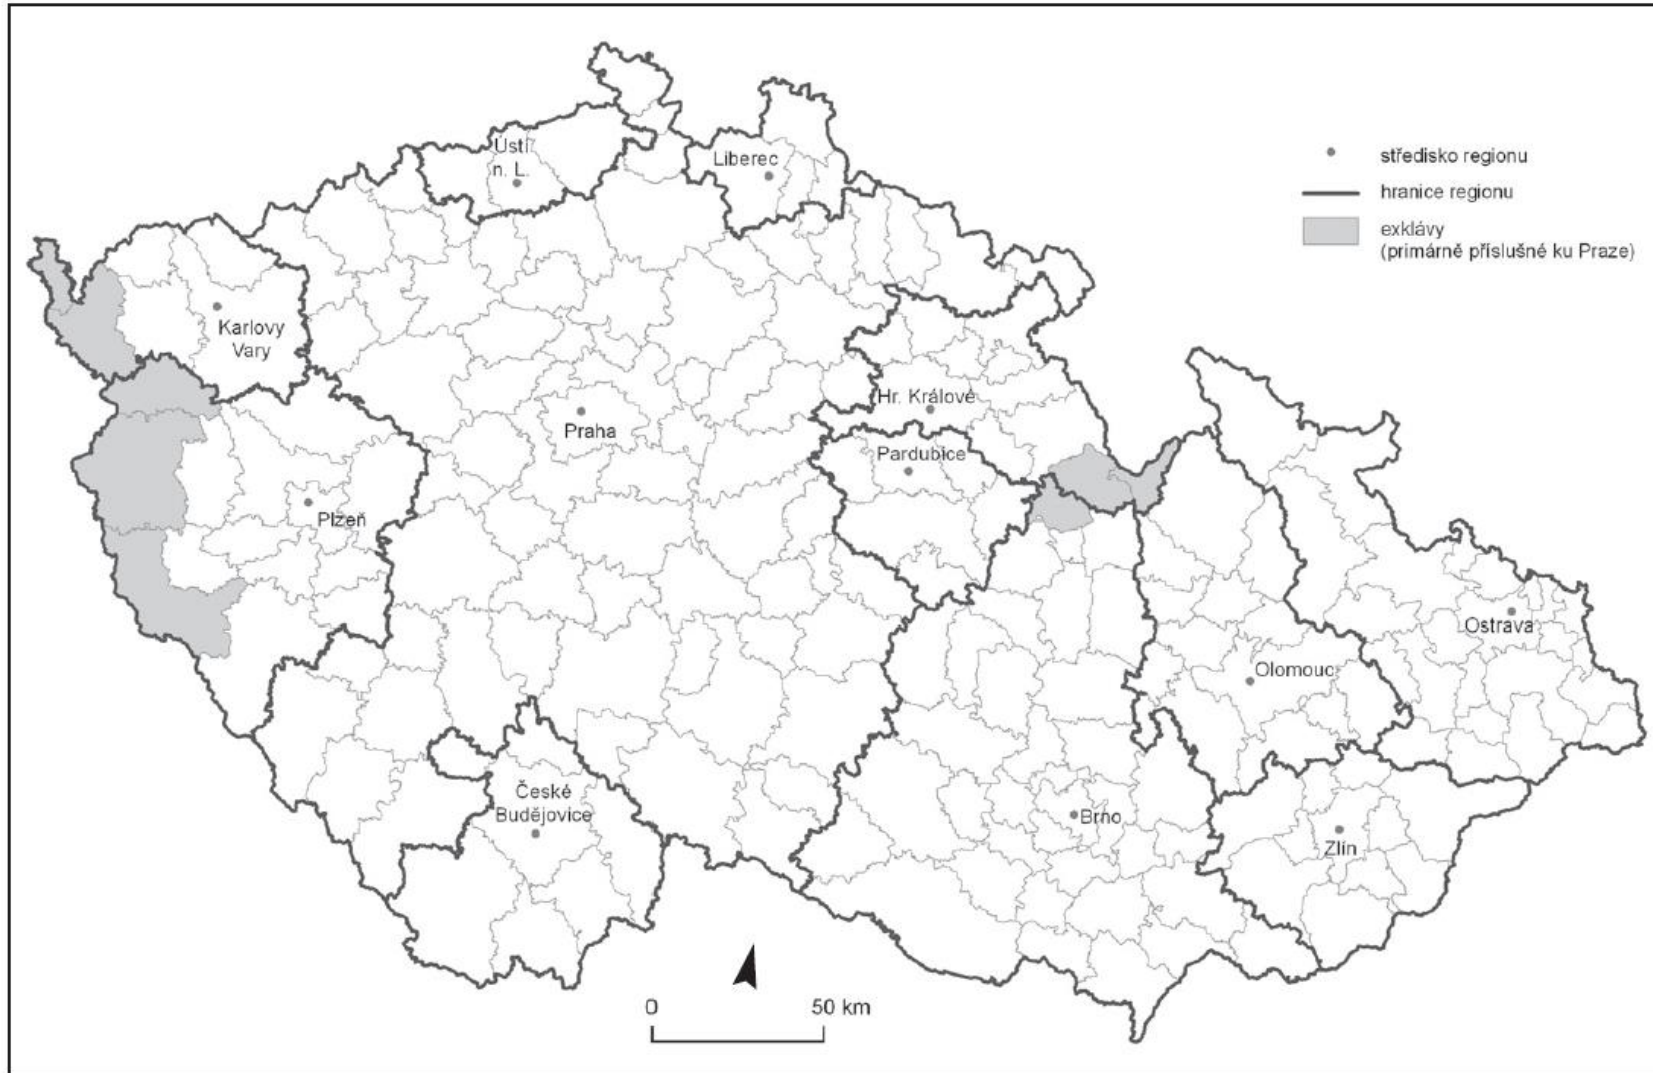 Ústí
n. L.
Liberec
středisko regionu
hranice regionu
exklávy
(primárně příslušné ku Praze)
Karlovy
Vary
Hr. Králové
Praha
Pardubice
Plzeň
Ostrava
Olomouc
České
Budějovice
Brno
Zlín
0 50 km